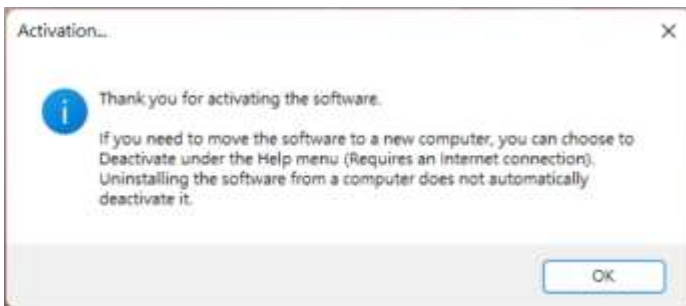 Activation...
Thank you for activating the software.
If you need to move the software to a new computer, you can choose to
Deactivate under the Help menu (Requires an Internet connection).
Uninstalling the software from a computer does not automatically
deactivate it.
OK